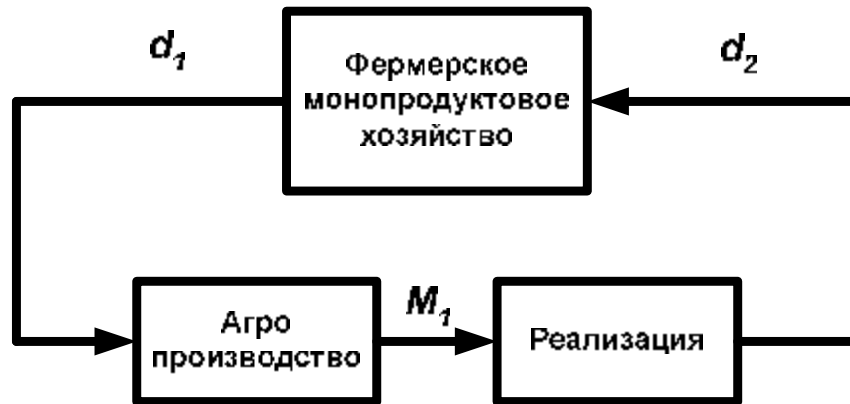 d₁
Фермерское
монопродуктовое
хозяйство
d₂
Агро
производство
M₁
Реализация